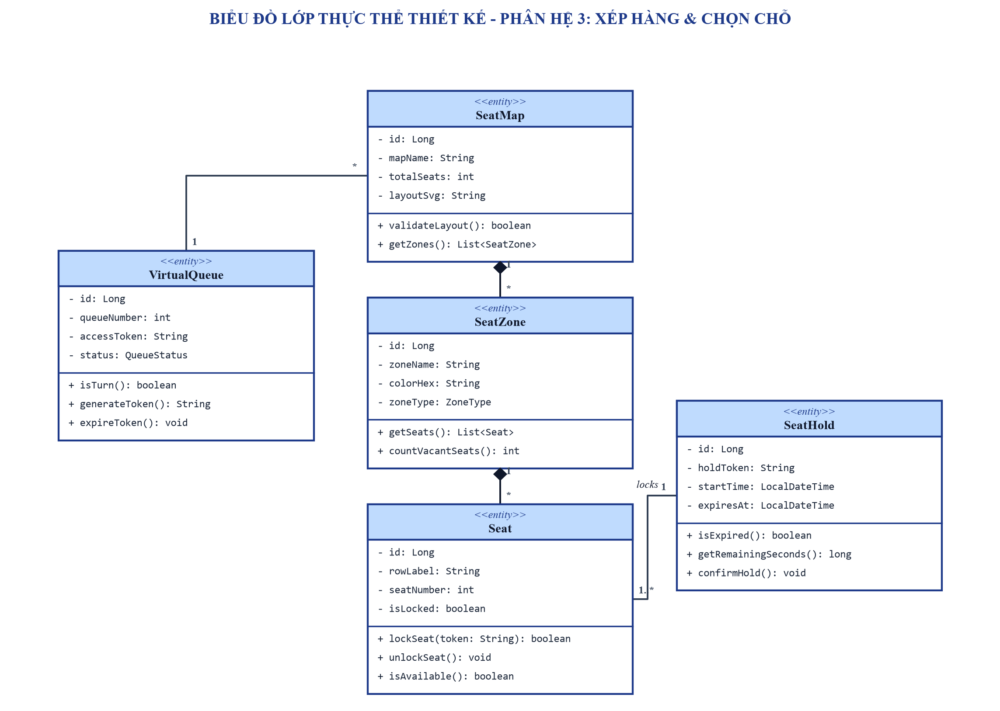 BIỂU ĐỒ LỚP THỰC THỂ THIẾT KẾ - PHÂN HỆ 3: XẾP HÀNG & CHỌN CHỖ
<<entity>>
SeatMap
- id: Long
- mapName: String
- totalSeats: int
- layoutSvg: String
+ validateLayout(): boolean
+ getZones(): List<SeatZone>
*
1
<<entity>>
VirtualQueue
- id: Long
- queueNumber: int
- accessToken: String
- status: QueueStatus
+ isTurn(): boolean
+ generateToken(): String
+ expireToken(): void
1
*
<<entity>>
SeatZone
- id: Long
- zoneName: String
- colorHex: String
- zoneType: ZoneType
+ getSeats(): List<Seat>
+ countVacantSeats(): int
1
*
<<entity>>
Seat
- id: Long
- rowLabel: String
- seatNumber: int
- isLocked: boolean
+ lockSeat(token: String): boolean
+ unlockSeat(): void
+ isAvailable(): boolean
locks 1
1..*
<<entity>>
SeatHold
- id: Long
- holdToken: String
- startTime: LocalDateTime
- expiresAt: LocalDateTime
+ isExpired(): boolean
+ getRemainingSeconds(): long
+ confirmHold(): void